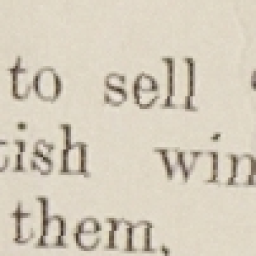 to sell
tish win
them,